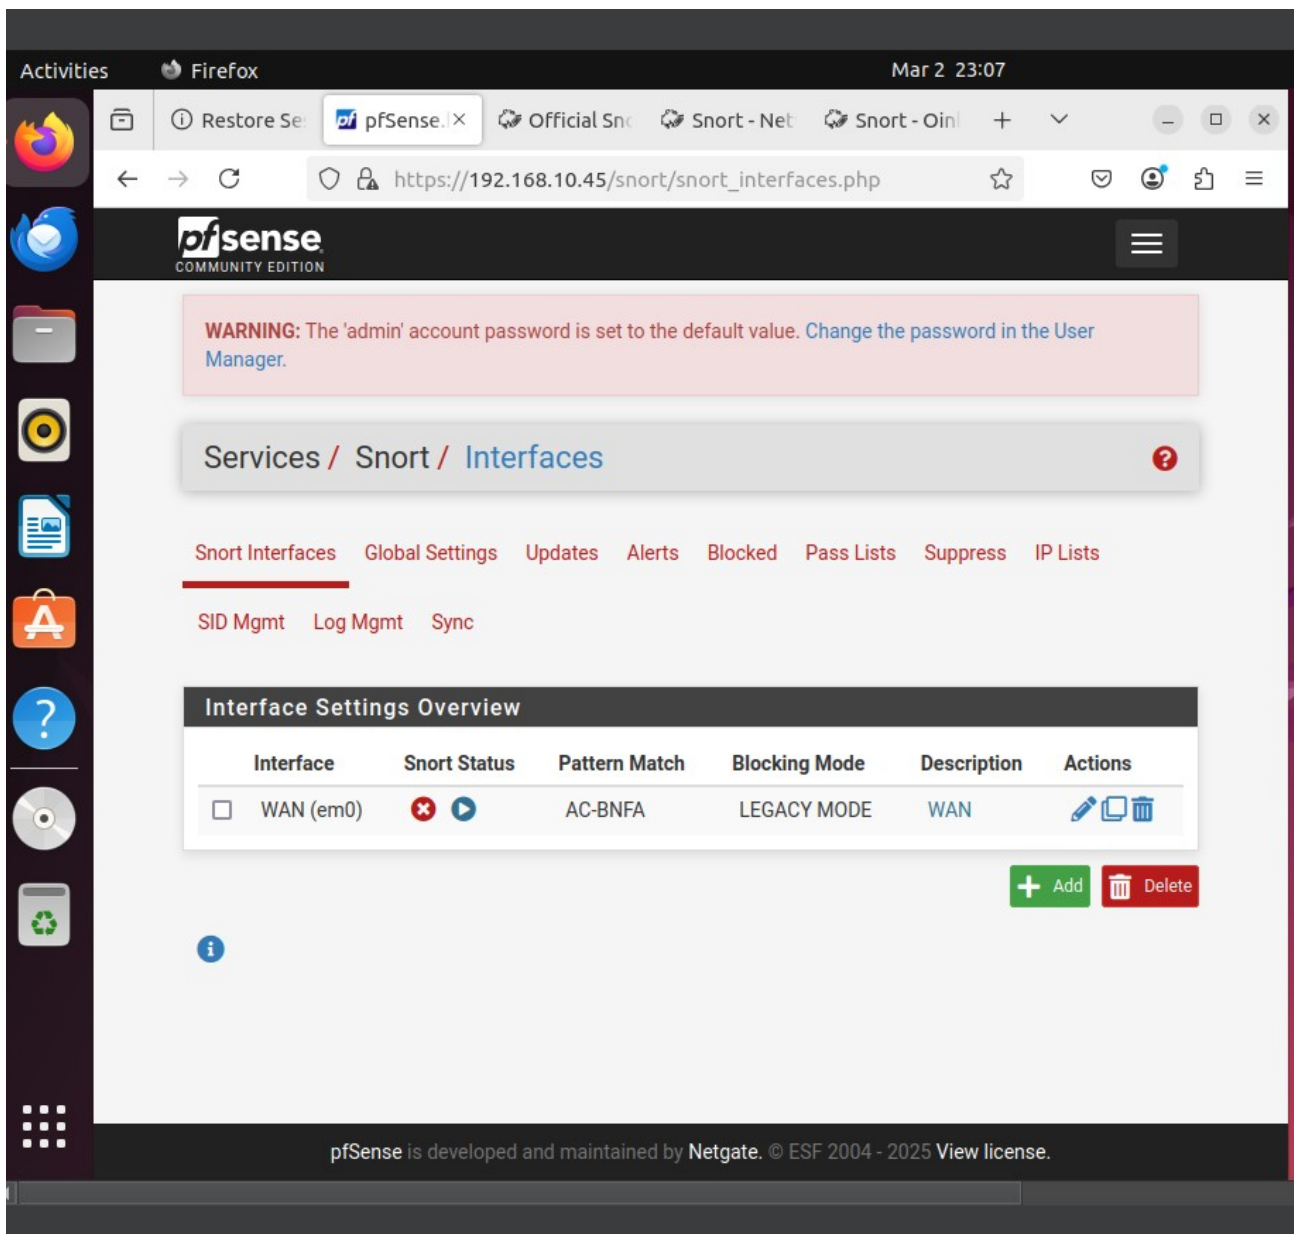 Activities Firefox Mar 2 23:07
Restore Se pfSense. Official Sno Snort - Net Snort - Oinl
https://192.168.10.45/snort/snort_interfaces.php
pfsense
COMMUNITY EDITION
WARNING: The 'admin' account password is set to the default value. Change the password in the User
Manager.
Services / Snort / Interfaces
Snort Interfaces Global Settings Updates Alerts Blocked Pass Lists Suppress IP Lists
SID Mgmt Log Mgmt Sync
Interface Settings Overview
Interface Snort Status Pattern Match Blocking Mode Description Actions
WAN (em0) AC-BNFA LEGACY MODE WAN
Add Delete
pfSense is developed and maintained by Netgate. © ESF 2004 - 2025 View license.